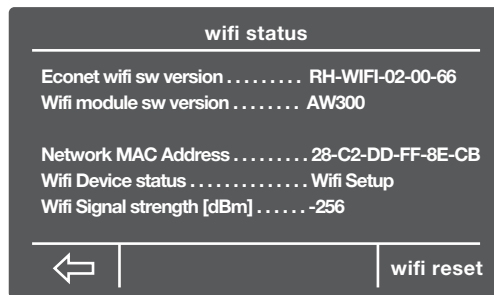 wifi status
Econet wifi sw version . . . . . . . . . RH-WIFI-02-00-66
Wifi module sw version . . . . . . . . AW300
Network MAC Address . . . . . . . . . 28-C2-DD-FF-8E-CB
Wifi Device status . . . . . . . . . . . . . . Wifi Setup
Wifi Signal strength [dBm] . . . . . . -256
wifi reset